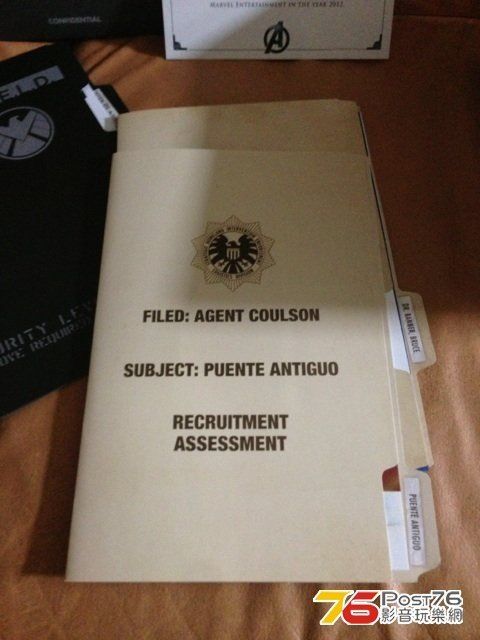 CONFIDENTIAL
MARVEL ENTERTAINMENT IN THE YEAR 2012.
FILED: AGENT COULSON
SUBJECT: PUENTE ANTIGUO
RECRUITMENT
ASSESSMENT
DR. BANNER, BRUCE
PUENTE ANTIGUO
76 Post76
影音玩樂網